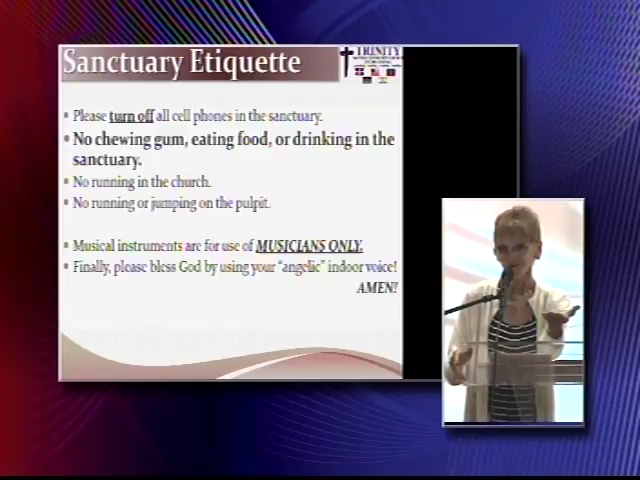 Sanctuary Etiquette
TRINITY
• Please turn off all cell phones in the sanctuary.
• No chewing gum, eating food, or drinking in the
sanctuary.
• No running in the church.
• No running or jumping on the pulpit.
• Musical instruments are for use of MUSICIANS ONLY.
• Finally, please bless God by using your "angelic" indoor voice!
AMEN!